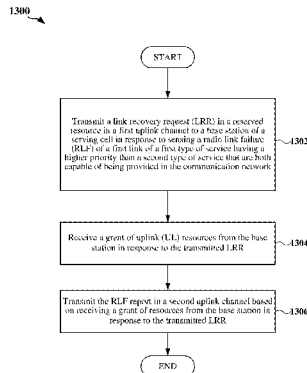 1300
START
Transmit a link recovery request (LRR) in a reserved
resource in a first uplink channel to a base station of a
serving cell in response to sensing a radio link failure
(RLF) of a first link of a first type of service having a
higher priority than a second type of service that are both
capable of being provided in the communication network
1302
Receive a grant of uplink (UL) resources from the base
station in response to the transmitted LRR
1304
Transmit the RLF report in a second uplink channel based
on receiving a grant of resources from the base station in
response to the transmitted LRR
1306
END